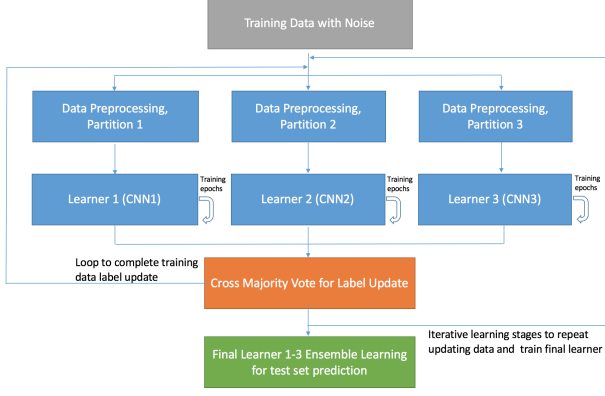 Training Data with Noise
Data Preprocessing,
Partition 1
Data Preprocessing,
Partition 2
Data Preprocessing,
Partition 3
Learner 1 (CNN1)
Training
epochs
Learner 2 (CNN2)
Training
epochs
Learner 3 (CNN3)
Training
epochs
Loop to complete training
data label update
Cross Majority Vote for Label Update
Iterative learning stages to repeat
updating data and train final learner
Final Learner 1-3 Ensemble Learning
for test set prediction